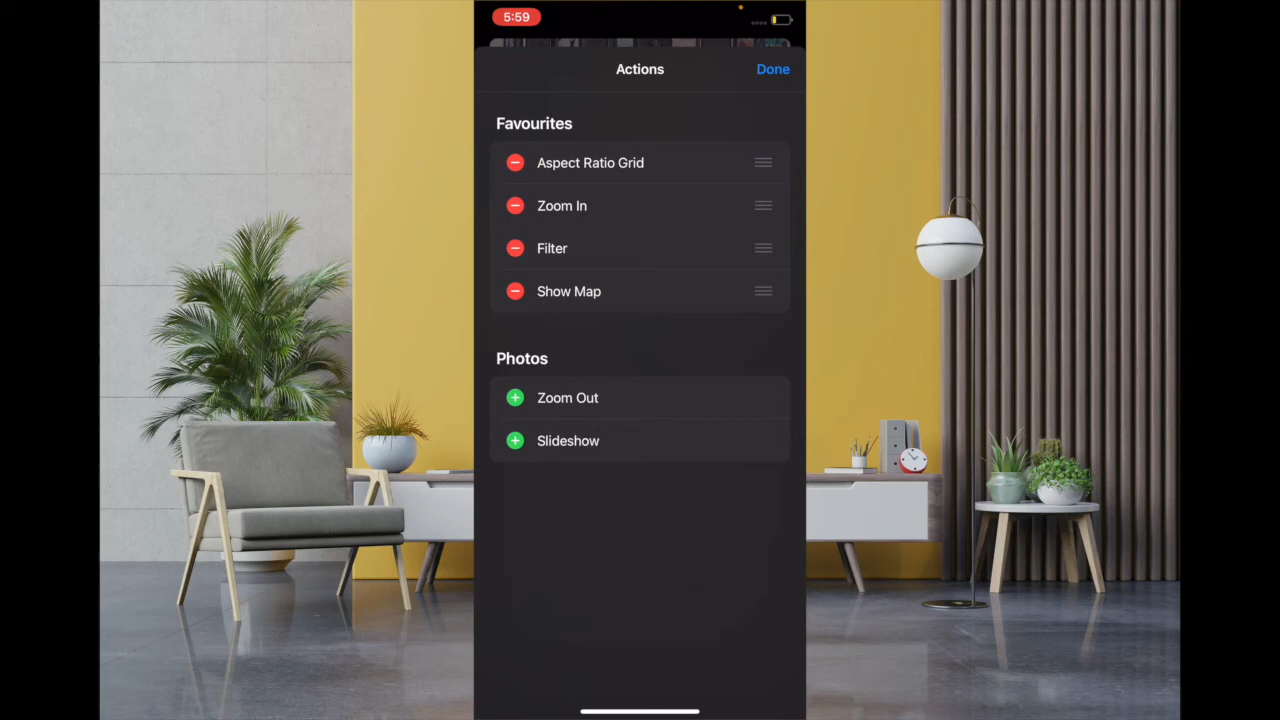 5:59
Actions
Done
Favourites
Aspect Ratio Grid
Zoom In
Filter
Show Map
Photos
Zoom Out
Slideshow